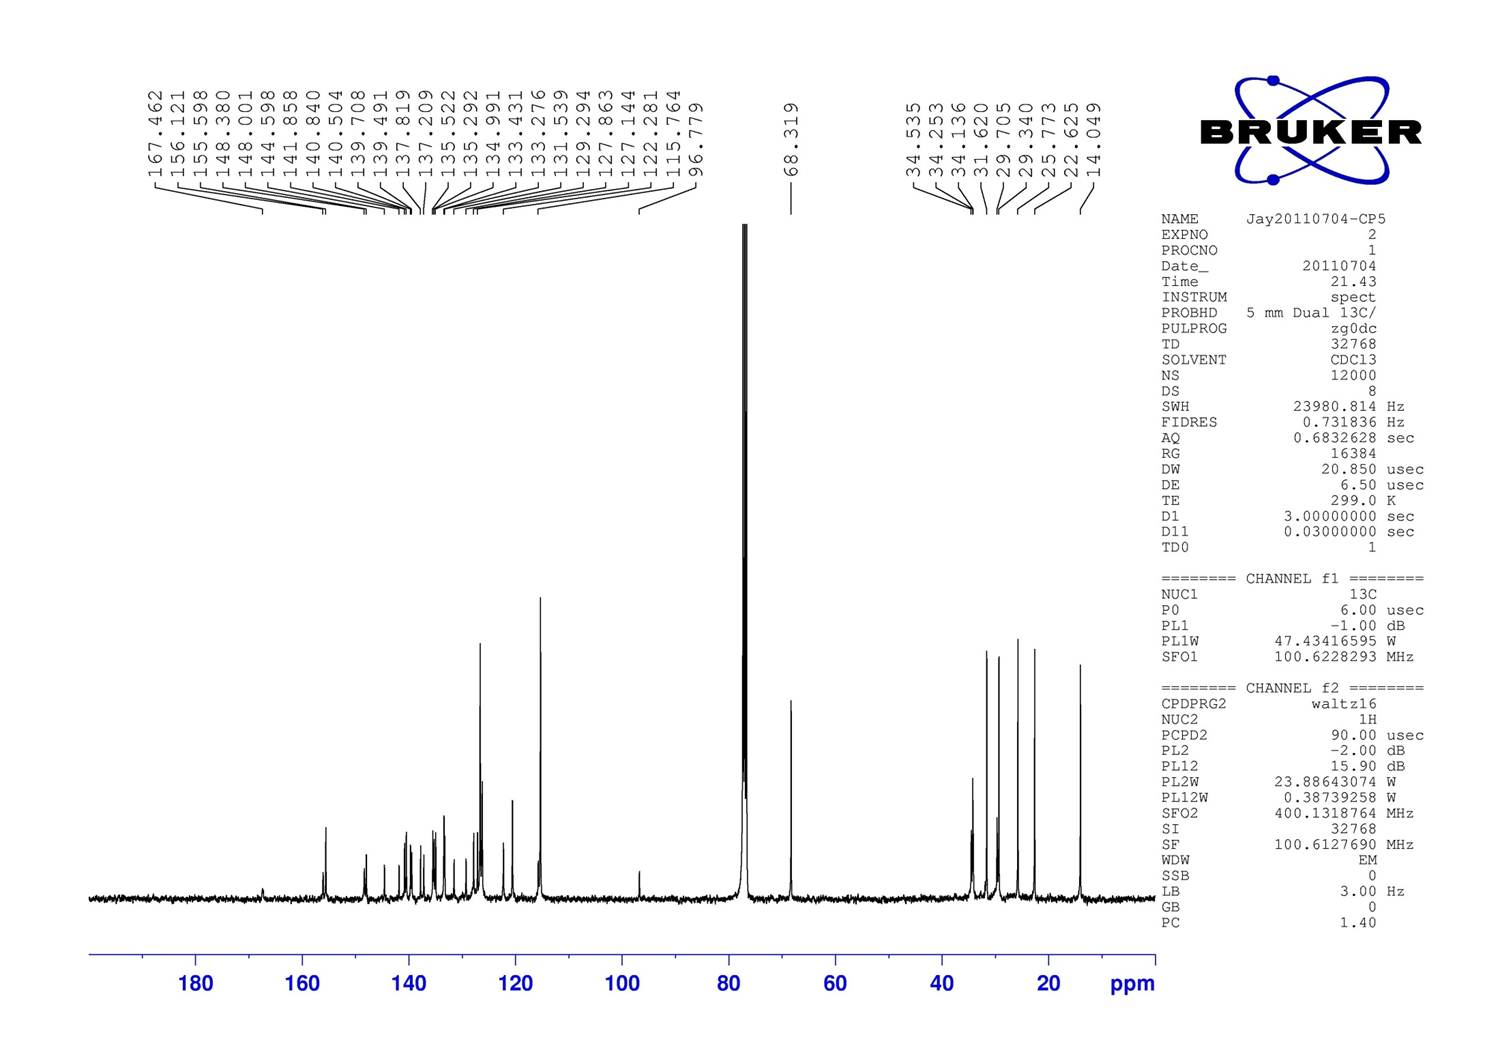 167.462
156.121
155.598
148.380
148.001
144.598
141.858
140.840
140.504
139.708
139.491
137.819
137.209
135.522
135.292
134.991
133.431
133.276
131.539
129.294
127.863
127.144
122.281
115.764
96.779
68.319
34.535
34.253
34.136
31.620
29.705
29.340
25.773
22.625
14.049
BRUKER
NAME Jay20110704-CP5
EXPNO 2
PROCNO 1
Date_ 20110704
Time 21.43
INSTRUM spect
PROBHD 5 mm Dual 13C/
PULPROG zg0dc
TD 32768
SOLVENT CDCl3
NS 12000
DS 8
SWH 23980.814 Hz
FIDRES 0.731836 Hz
AQ 0.6832628 sec
RG 16384
DW 20.850 usec
DE 6.50 usec
TE 299.0 K
D1 3.00000000 sec
D11 0.03000000 sec
TD0 1
======== CHANNEL f1 ========
NUC1 13C
P0 6.00 usec
PL1 -1.00 dB
PL1W 47.43416595 W
SFO1 100.6228293 MHz
======== CHANNEL f2 ========
CPDPRG2 waltz16
NUC2 1H
PCPD2 90.00 usec
PL2 -2.00 dB
PL12 15.90 dB
PL2W 23.88643074 W
PL12W 0.38739258 W
SFO2 400.1318764 MHz
SI 32768
SF 100.6127690 MHz
WDW EM
SSB 0
LB 3.00 Hz
GB 0
PC 1.40
180 160 140 120 100 80 60 40 20 ppm